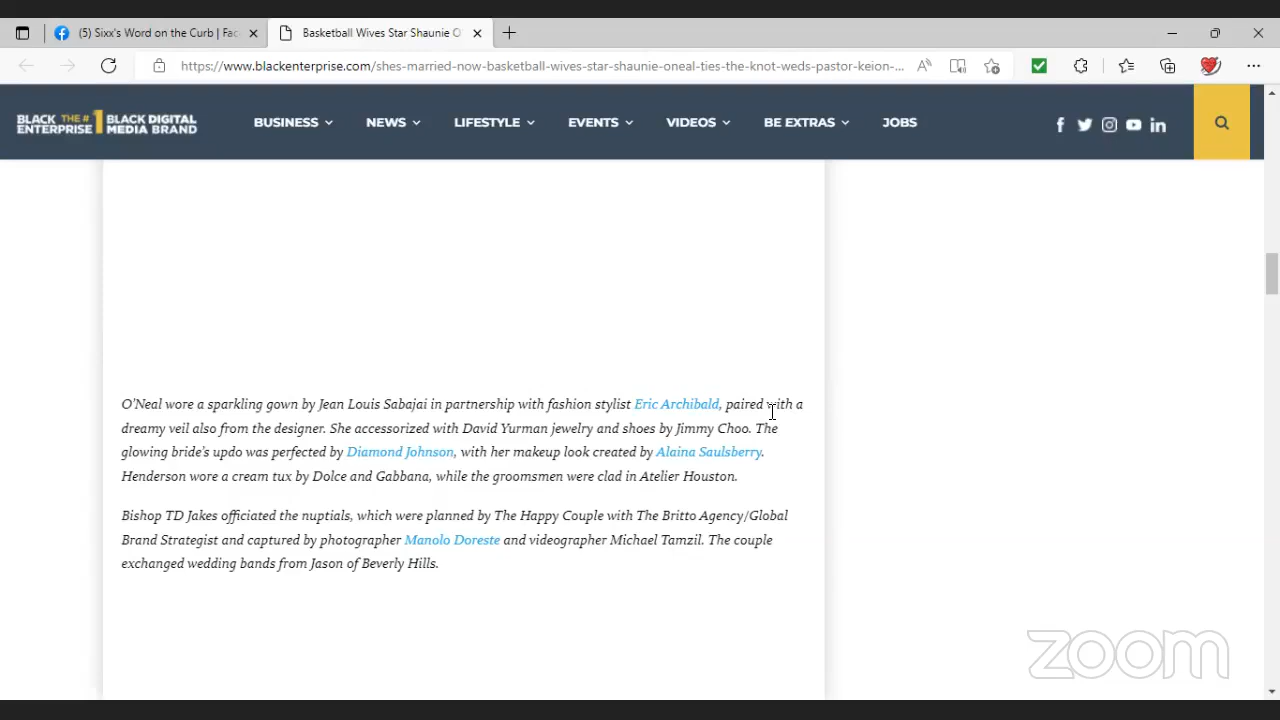 (5) Sixx's Word on the Curb | Fac
Basketball Wives Star Shaunie O
https://www.blackenterprise.com/shes-married-now-basketball-wives-star-shaunie-oneal-ties-the-knot-weds-pastor-keion-...
BLACK THE # 1 BLACK DIGITAL
ENTERPRISE MEDIA BRAND
BUSINESS NEWS LIFESTYLE EVENTS VIDEOS BE EXTRAS JOBS
O'Neal wore a sparkling gown by Jean Louis Sabajai in partnership with fashion stylist Eric Archibald, paired with a
dreamy veil also from the designer. She accessorized with David Yurman jewelry and shoes by Jimmy Choo. The
glowing bride's updo was perfected by Diamond Johnson, with her makeup look created by Alaina Saulsberry.
Henderson wore a cream tux by Dolce and Gabbana, while the groomsmen were clad in Atelier Houston.
Bishop TD Jakes officiated the nuptials, which were planned by The Happy Couple with The Britto Agency/Global
Brand Strategist and captured by photographer Manolo Doreste and videographer Michael Tamzil. The couple
exchanged wedding bands from Jason of Beverly Hills.
zoom